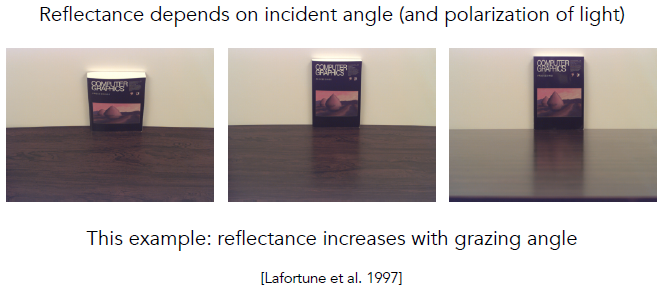 Reflectance depends on incident angle (and polarization of light)
COMPUTER
GRAPHICS
COMPUTER
GRAPHICS
COMPUTER
GRAPHICS
This example: reflectance increases with grazing angle
[Lafortune et al. 1997]